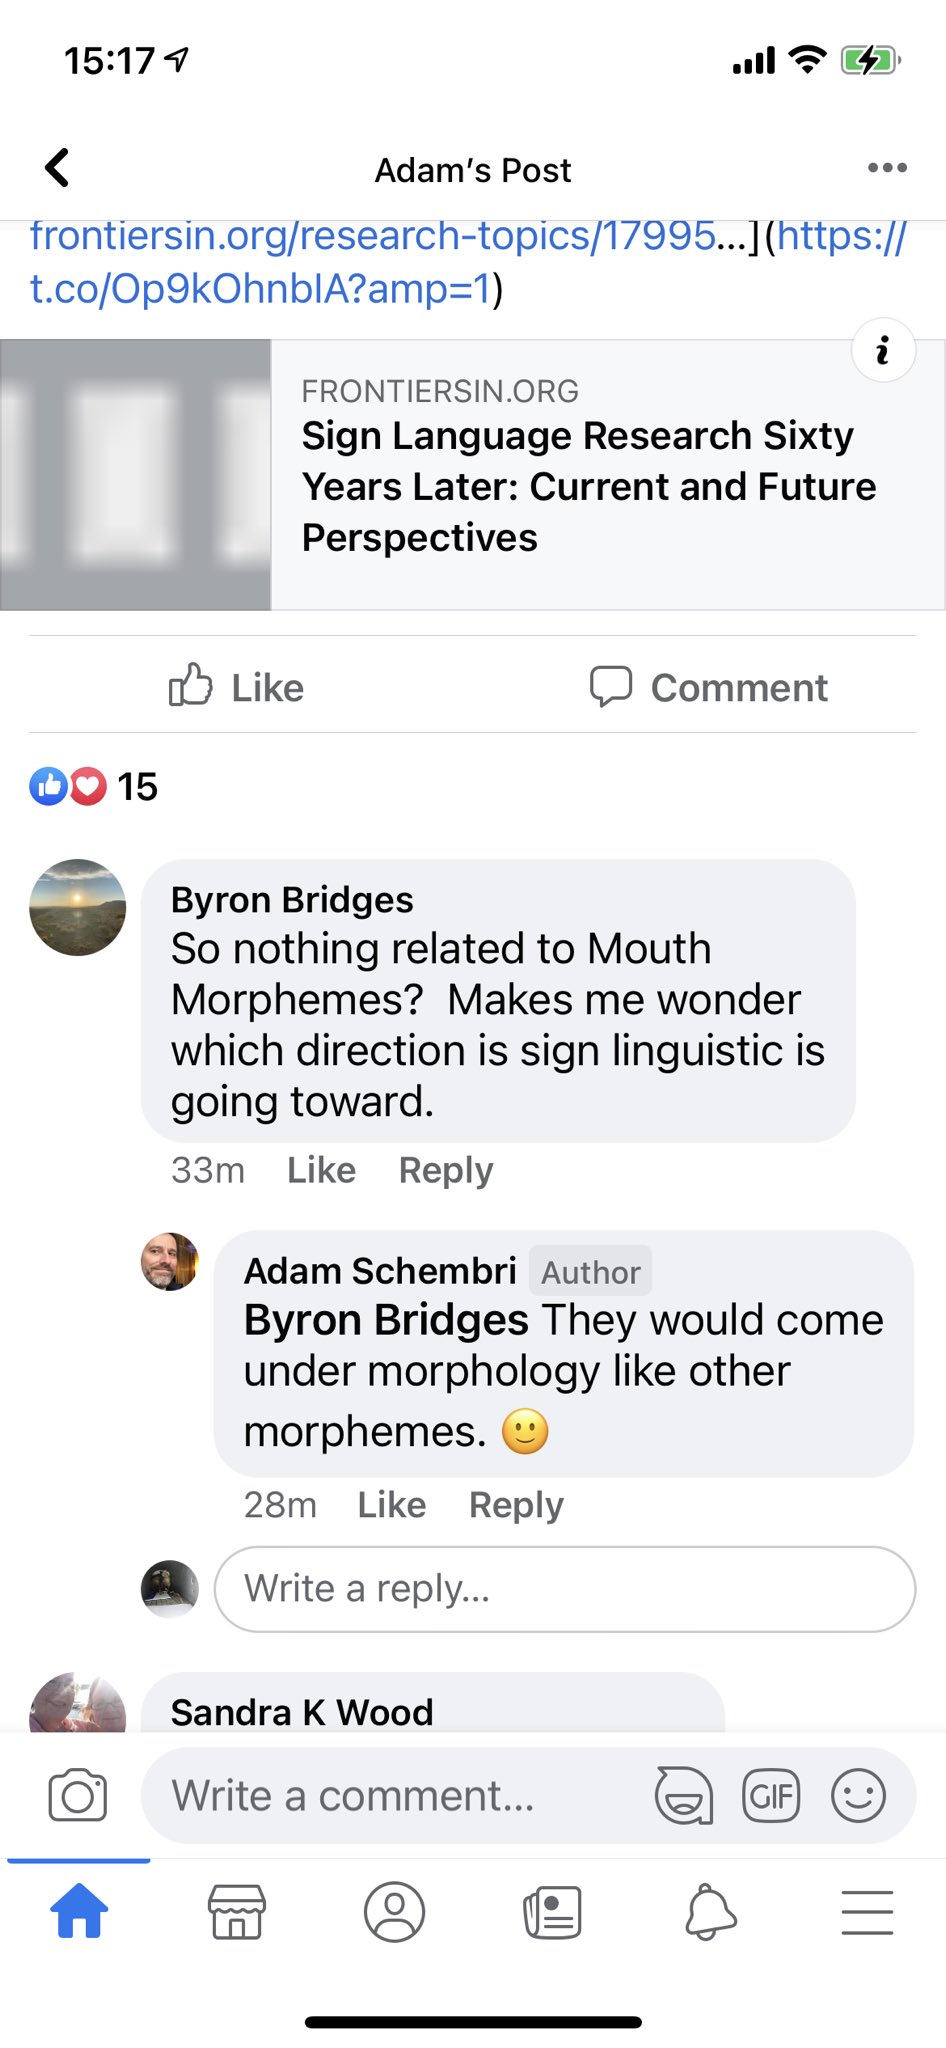 15:17
Adam's Post
frontiersin.org/research-topics/17995...](https://
t.co/Op9kOhnblA?amp=1)
FRONTIERSIN.ORG
Sign Language Research Sixty
Years Later: Current and Future
Perspectives
Like Comment
15
Byron Bridges
So nothing related to Mouth
Morphemes?  Makes me wonder
which direction is sign linguistic is
going toward.
33m Like Reply
Adam Schembri Author
Byron Bridges They would come
under morphology like other
morphemes. 🙂
28m Like Reply
Write a reply...
Sandra K Wood
Write a comment... GIF